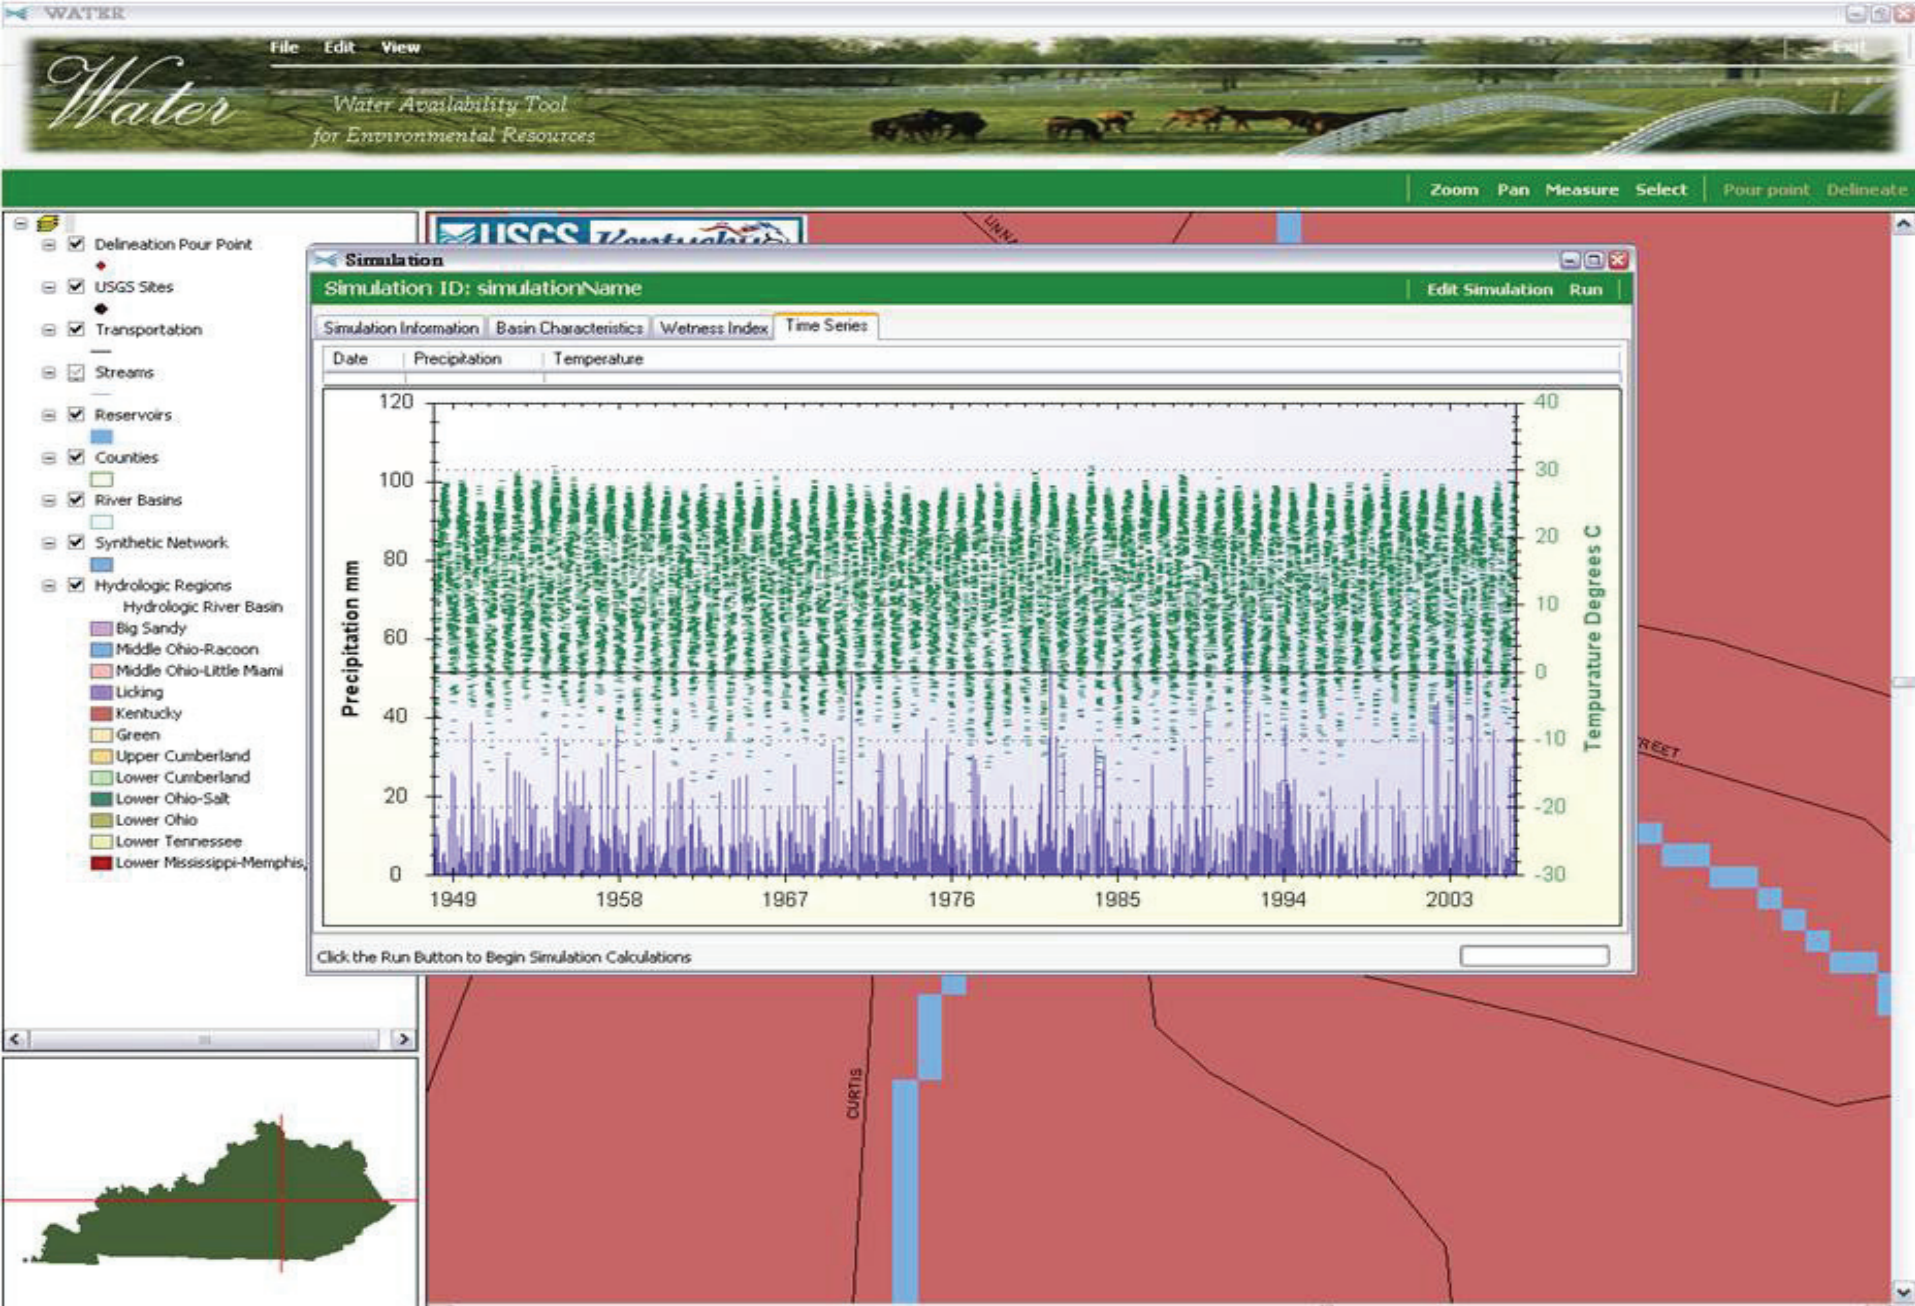 WATER
File Edit View
Exit
Water
Water Availability Tool
for Environmental Resources
Zoom Pan Measure Select Pour point Delineate
Delineation Pour Point
USGS Sites
Transportation
Streams
Reservoirs
Counties
River Basins
Synthetic Network
Hydrologic Regions
Hydrologic River Basin
Big Sandy
Middle Ohio-Racoon
Middle Ohio-Little Miami
Licking
Kentucky
Green
Upper Cumberland
Lower Cumberland
Lower Ohio-Salt
Lower Ohio
Lower Tennessee
Lower Mississippi-Memphis,
USGS Kentucky
Simulation
Simulation ID: simulationName
Edit Simulation Run
Simulation Information Basin Characteristics Wetness Index Time Series
Date Precipitation Temperature
Precipitation mm
120
100
80
60
40
20
0
1949 1958 1967 1976 1985 1994 2003
40
30
20
10
0
-10
-20
-30
Tempurature Degrees C
Click the Run Button to Begin Simulation Calculations
REET
CURTIS